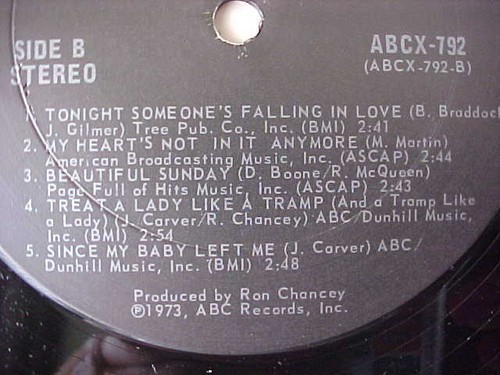 SIDE B
STEREO
ABCX-792
(ABCX-792-B)
1. TONIGHT SOMEONE'S FALLING IN LOVE (B. Braddock
J. Gilmer) Tree Pub. Co., Inc. (BMI) 2:41
2. MY HEART'S NOT IN IT ANYMORE (M. Martin)
American Broadcasting Music, Inc. (ASCAP) 2:44
3. BEAUTIFUL SUNDAY (D. Boone/R. McQueen)
Page Full of Hits Music, Inc. (ASCAP) 2:43
4. TREAT A LADY LIKE A TRAMP (And a Tramp Like
a Lady) (J. Carver/R. Chancey) ABC/Dunhill Music,
Inc. (BMI) 2:54
5. SINCE MY BABY LEFT ME (J. Carver) ABC/
Dunhill Music, Inc. (BMI) 2:48
Produced by Ron Chancey
℗1973, ABC Records, Inc.